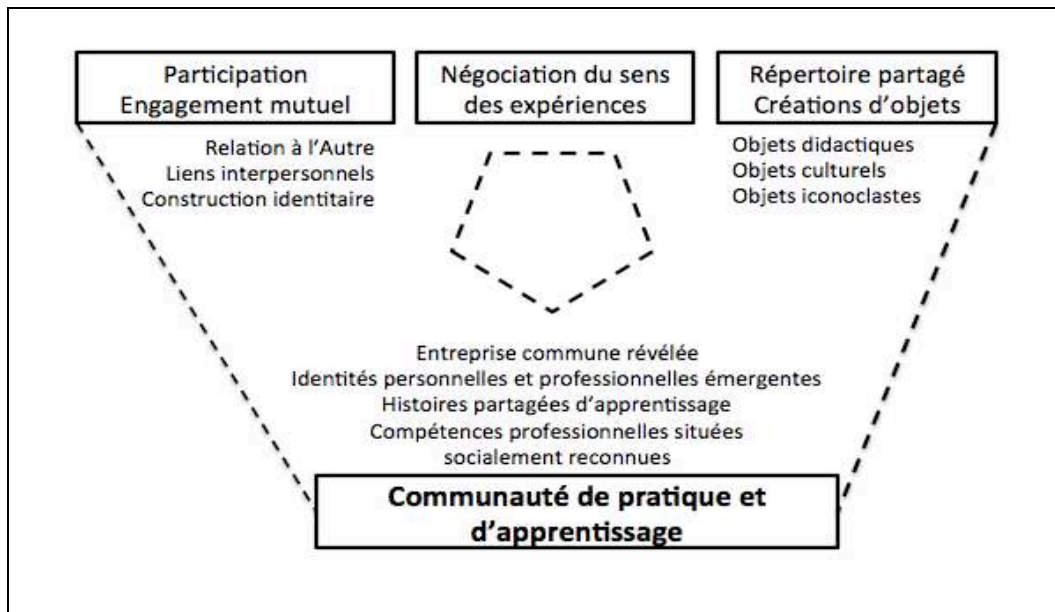 Participation
Engagement mutuel
Négociation du sens
des expériences
Répertoire partagé
Créations d'objets
Relation à l'Autre
Liens interpersonnels
Construction identitaire
Objets didactiques
Objets culturels
Objets iconoclastes
Entreprise commune révélée
Identités personnelles et professionnelles émergentes
Histoires partagées d'apprentissage
Compétences professionnelles situées
socialement reconnues
Communauté de pratique et
d'apprentissage